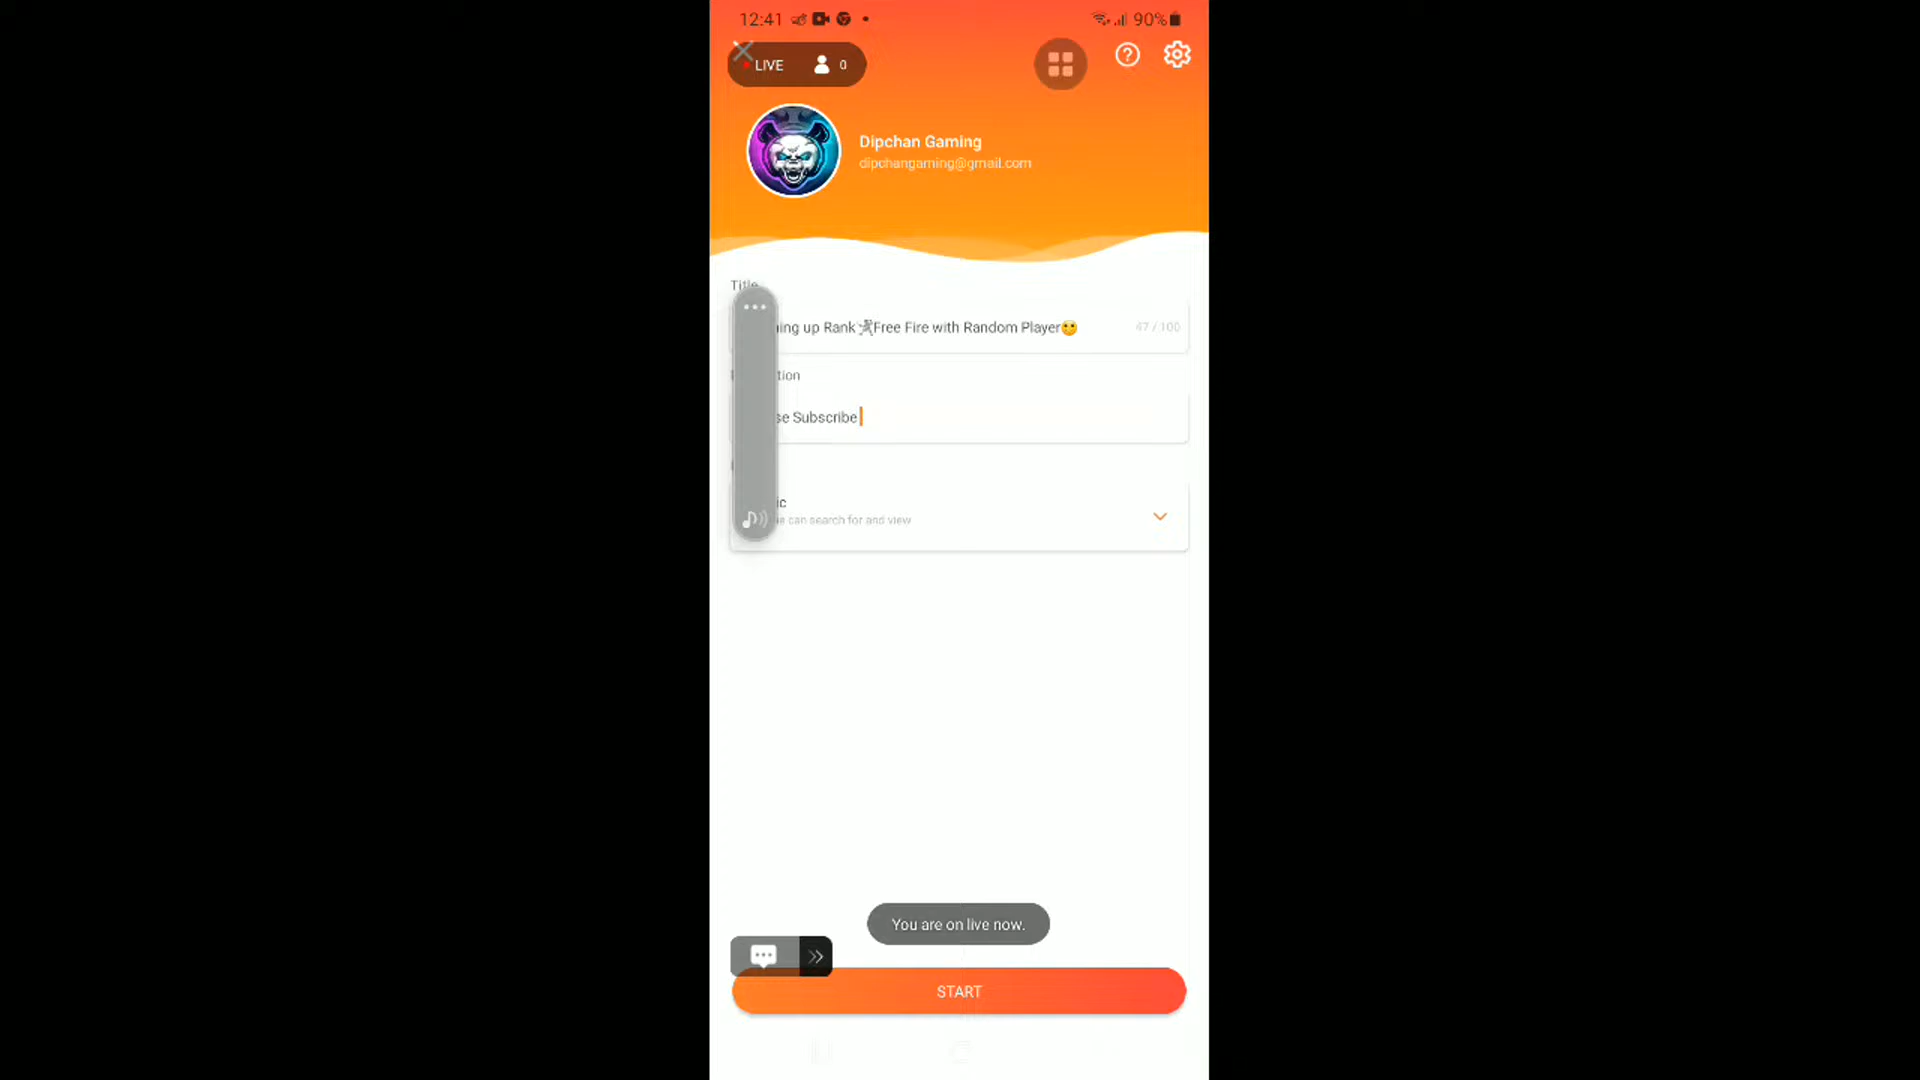 12:41
90%
LIVE 0
Dipchan Gaming
dipchangaming@gmail.com
Title
ing up Rank Free Fire with Random Player🙂 47 / 100
tion
se Subscribe
ic
can search for and view
You are on live now.
START